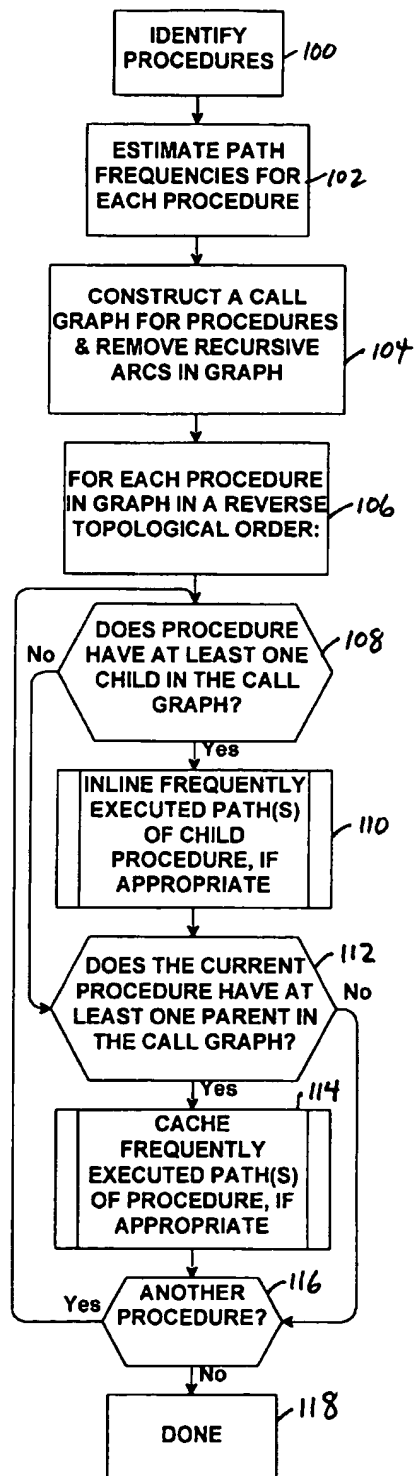 IDENTIFY
PROCEDURES
100
ESTIMATE PATH
FREQUENCIES FOR
EACH PROCEDURE
102
CONSTRUCT A CALL
GRAPH FOR PROCEDURES
& REMOVE RECURSIVE
ARCS IN GRAPH
104
FOR EACH PROCEDURE
IN GRAPH IN A REVERSE
TOPOLOGICAL ORDER:
106
DOES PROCEDURE
HAVE AT LEAST ONE
CHILD IN THE CALL
GRAPH?
108
No
Yes
INLINE FREQUENTLY
EXECUTED PATH(S)
OF CHILD
PROCEDURE, IF
APPROPRIATE
110
DOES THE CURRENT
PROCEDURE HAVE AT
LEAST ONE PARENT IN
THE CALL GRAPH?
112
No
Yes
114
CACHE
FREQUENTLY
EXECUTED PATH(S)
OF PROCEDURE, IF
APPROPRIATE
ANOTHER
PROCEDURE?
116
Yes
No
DONE
118